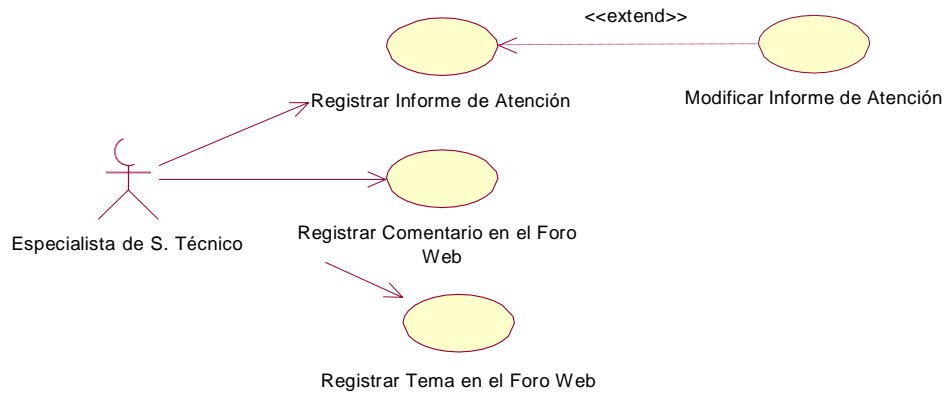 <<extend>>
Registrar Informe de Atención
Modificar Informe de Atención
Especialista de S. Técnico
Registrar Comentario en el Foro
Web
Registrar Tema en el Foro Web